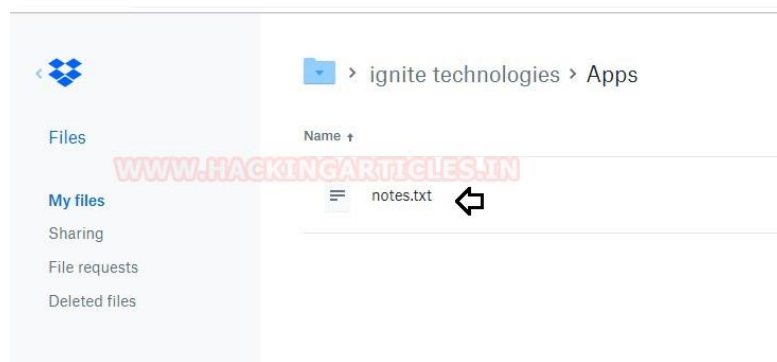 ignite technologies > Apps
Files
Name ↑
WWW.HACKINGARTICLES.IN
My files
notes.txt
Sharing
File requests
Deleted files